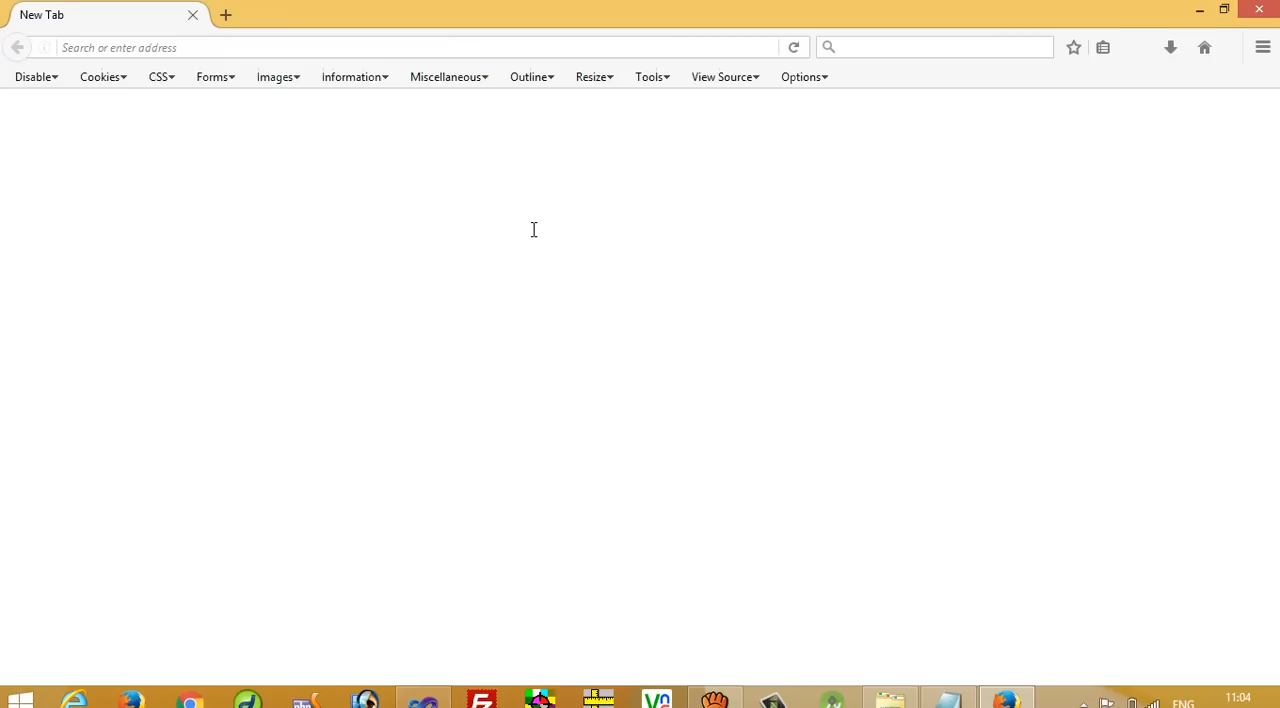 New Tab
Search or enter address
Disable Cookies CSS Forms Images Information Miscellaneous Outline Resize Tools View Source Options
ENG
11:04